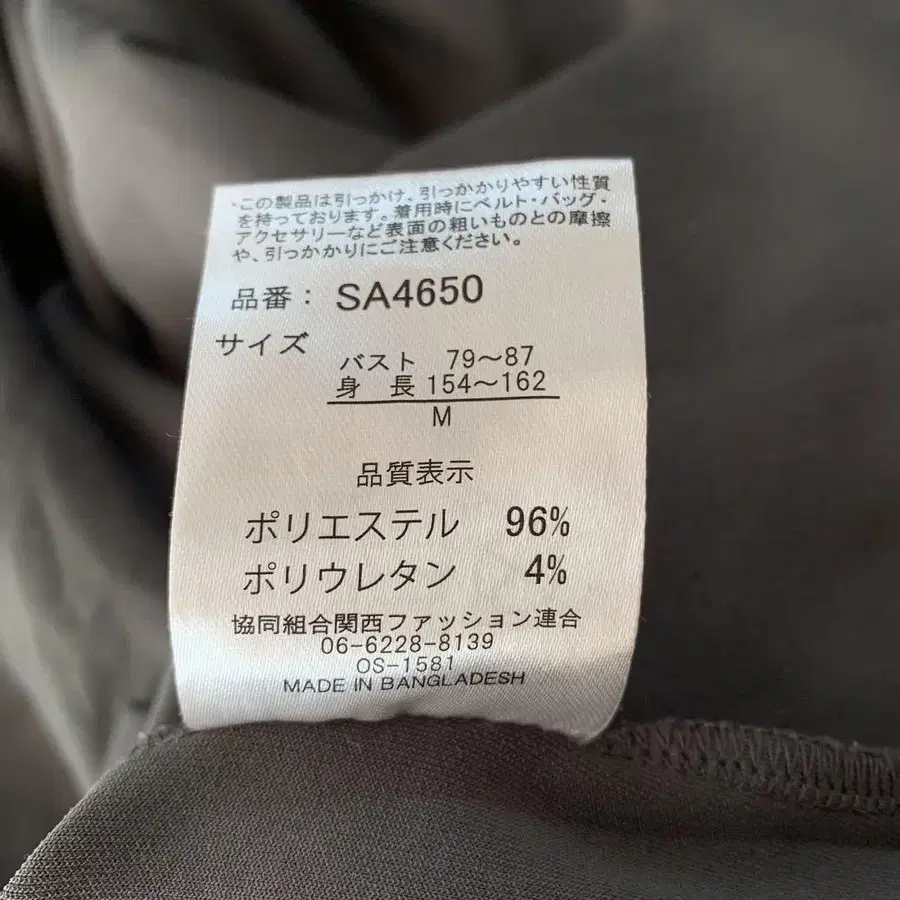 ・この製品は引っかけ、引っかかりやすい性質
を持っております。着用時にベルト・バッグ・
アクセサリーなど表面の粗いものとの摩擦
や、引っかかりにご注意ください。
品番： SA4650
サイズ
バスト 79～87
身 長 154～162
M
品質表示
ポリエステル 96%
ポリウレタン 4%
協同組合関西ファッション連合
06-6228-8139
OS-1581
MADE IN BANGLADESH